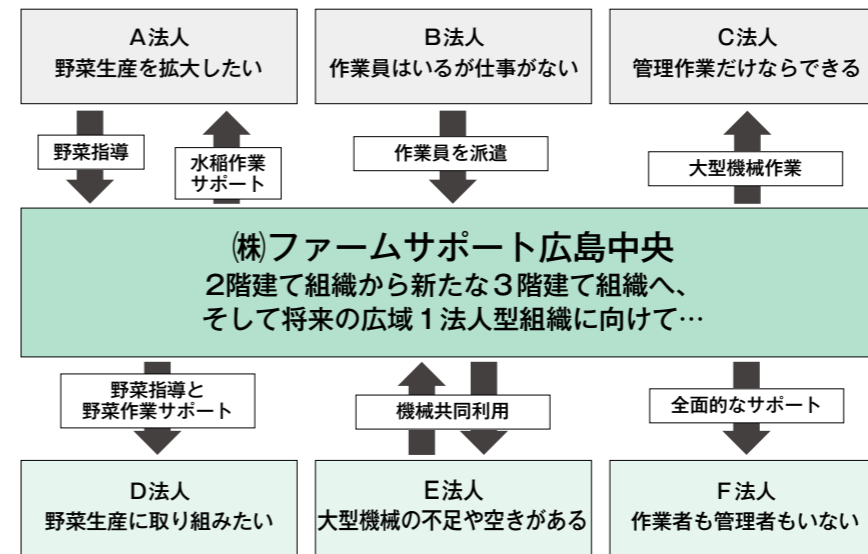 A法人
野菜生産を拡大したい
B法人
作業員はいるが仕事がない
C法人
管理作業だけならできる
野菜指導
水稲作業
サポート
作業員を派遣
大型機械作業
㈱ファームサポート広島中央
2階建て組織から新たな3階建て組織へ、
そして将来の広域1法人型組織に向けて…
野菜指導と
野菜作業サポート
機械共同利用
全面的なサポート
D法人
野菜生産に取り組みたい
E法人
大型機械の不足や空きがある
F法人
作業者も管理者もいない